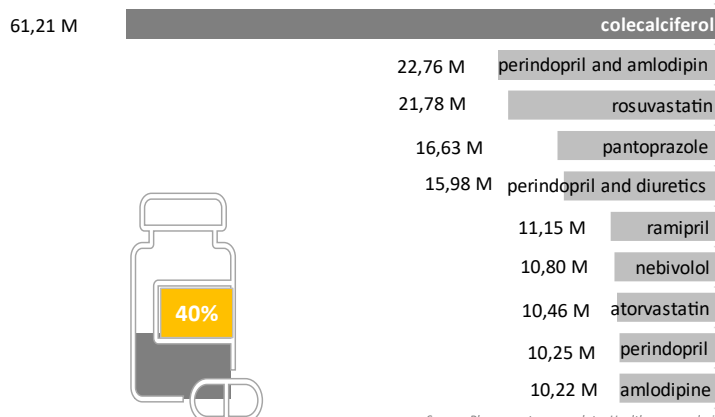 61,21 M colecalciferol
22,76 M perindopril and amlodipin
21,78 M rosuvastatin
16,63 M pantoprazole
15,98 M perindopril and diuretics
11,15 M ramipril
10,80 M nebivolol
40% 10,46 M atorvastatin
10,25 M perindopril
10,22 M amlodipine